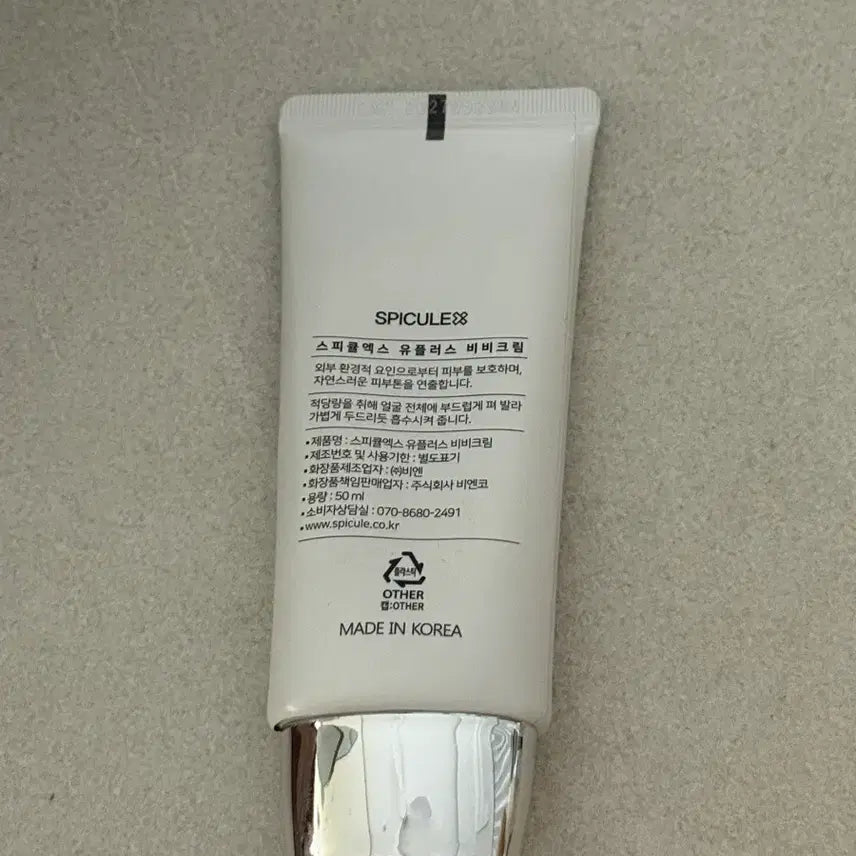 SPICULE
스피큘엑스 유플러스 비비크림
외부 환경적 요인으로부터 피부를 보호하며,
자연스러운 피부톤을 연출합니다.
적당량을 취해 얼굴 전체에 부드럽게 펴 발라
가볍게 두드리듯 흡수시켜 줍니다.
•제품명 : 스피큘엑스 유플러스 비비크림
•제조번호 및 사용기한 : 별도표기
•화장품제조업자 : ㈜비엔
•화장품책임판매업자 : 주식회사 비엔코
•용량 : 50 ml
•소비자상담실 : 070-8680-2491
•www.spicule.co.kr
플라스틱
OTHER
캡:OTHER
MADE IN KOREA